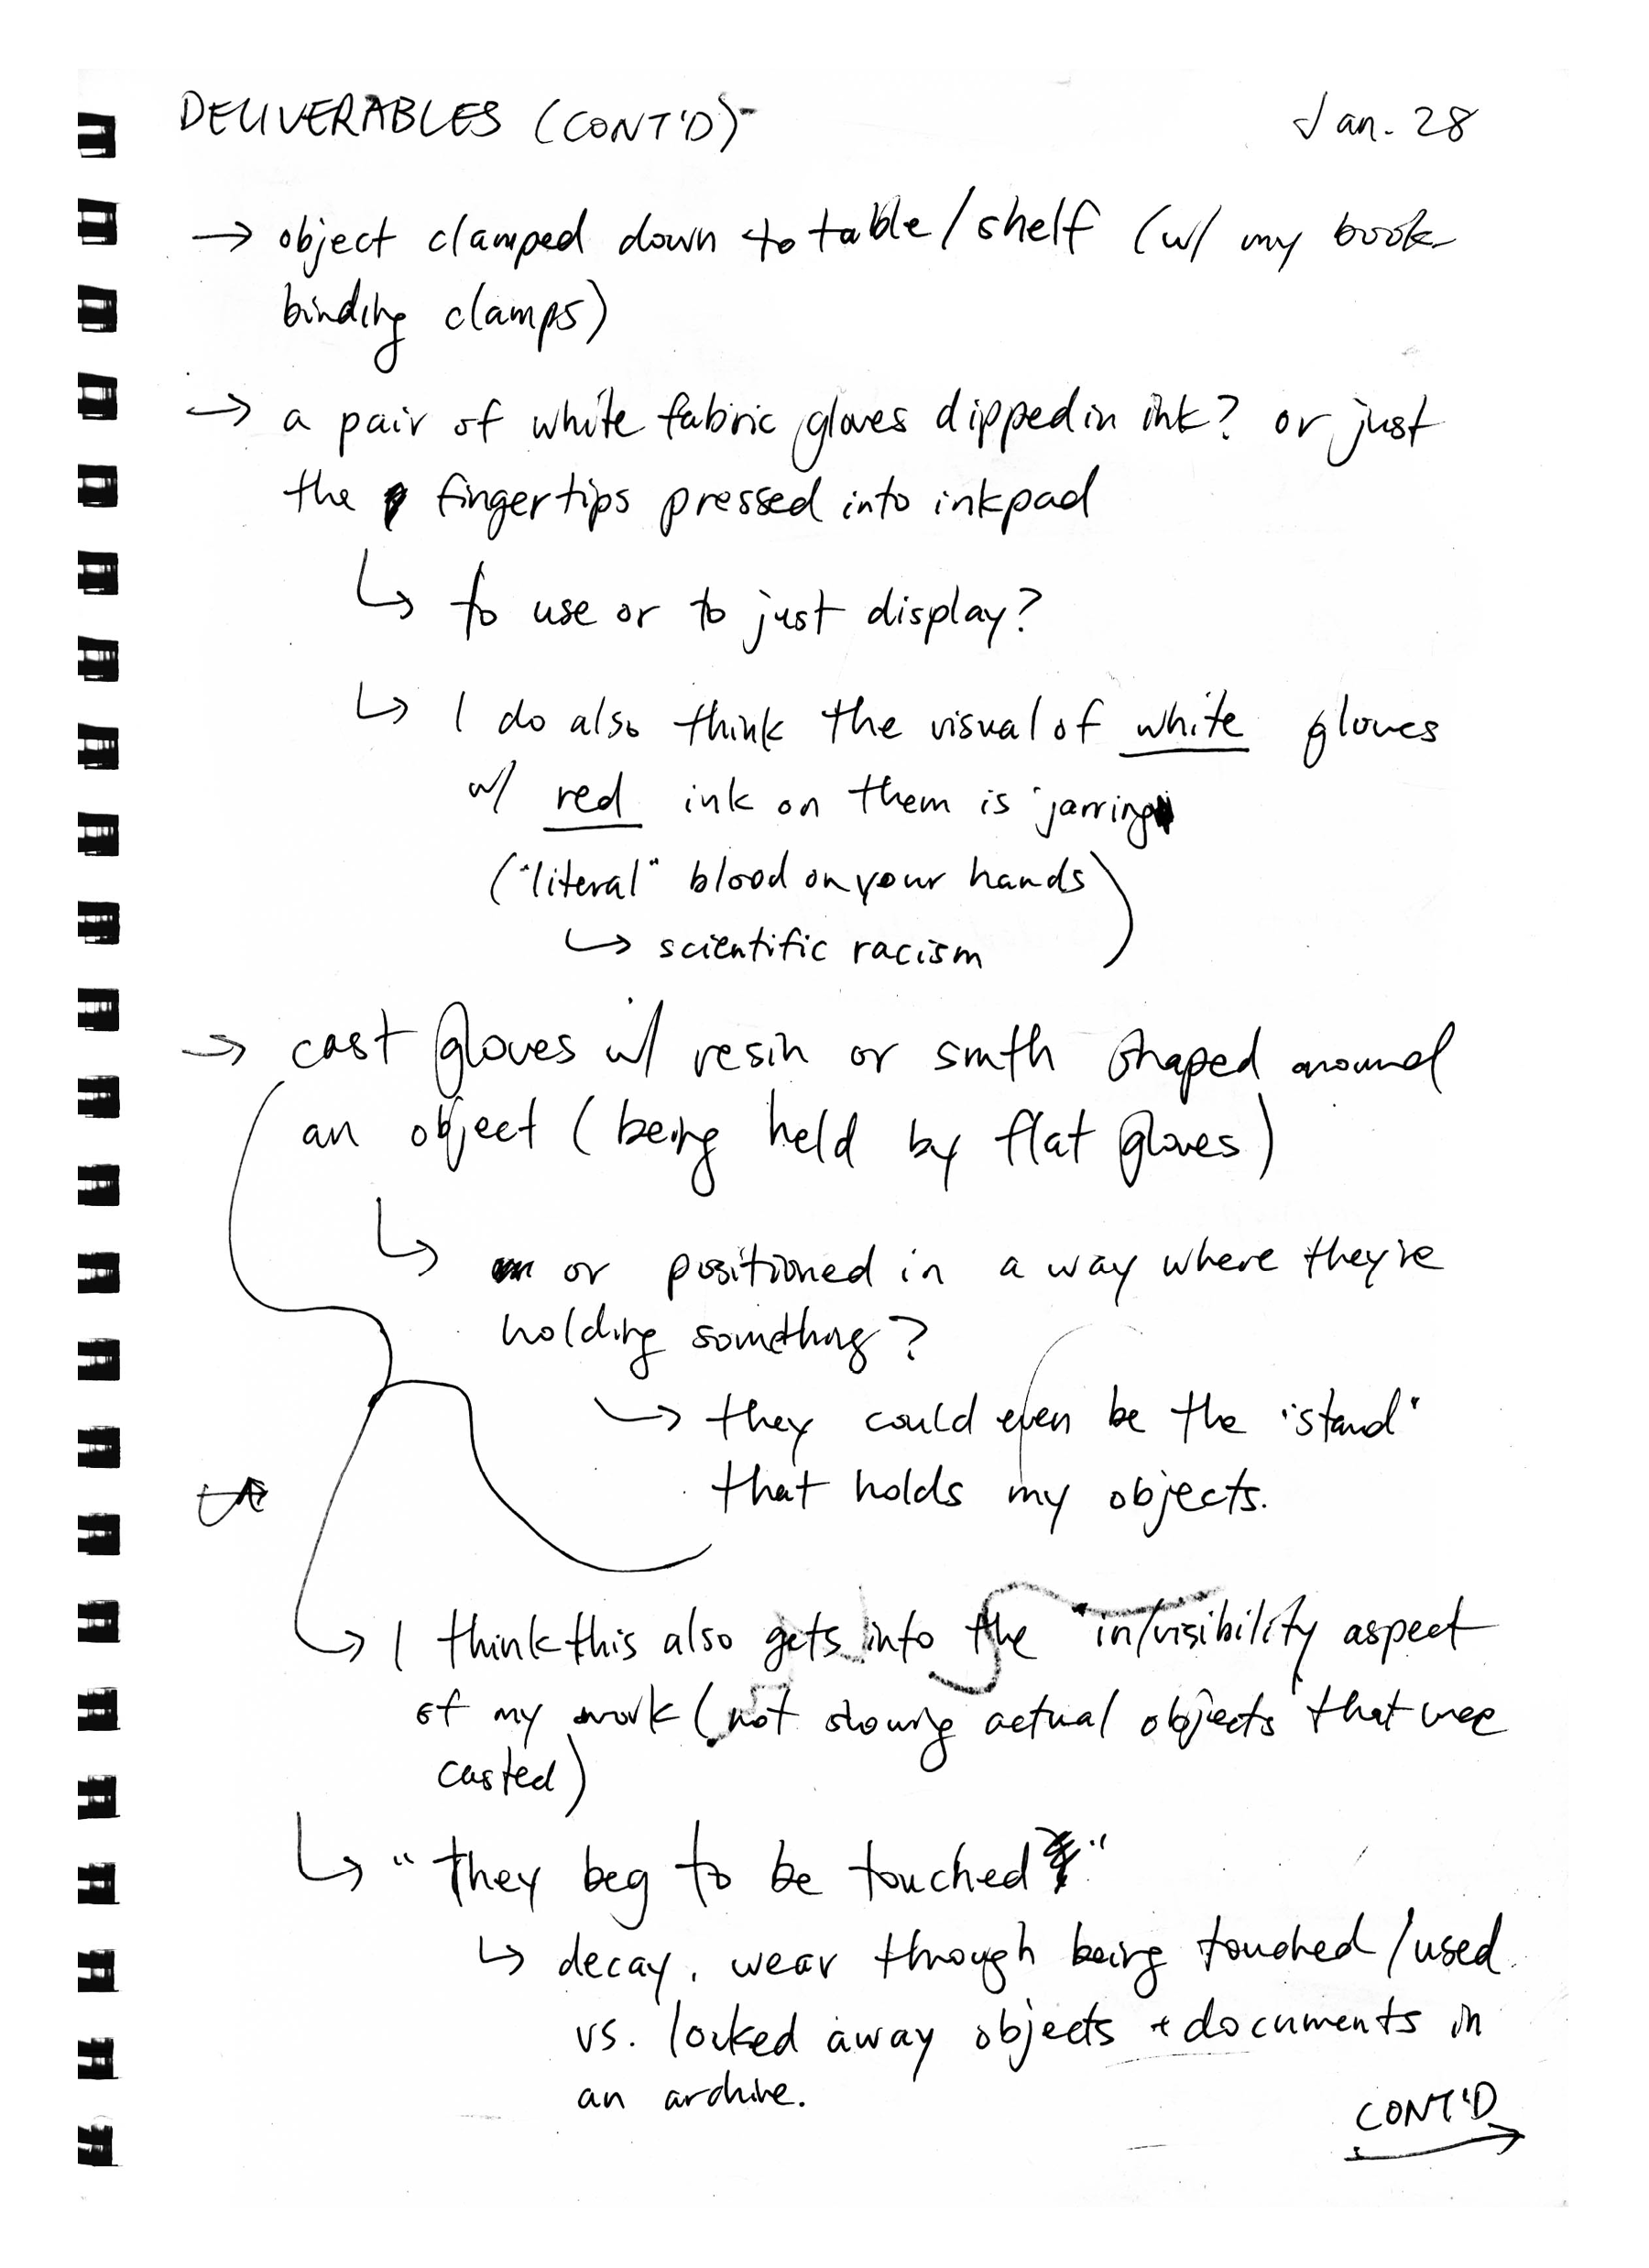 DELIVERABLES (CONT'D)
Jan. 28
→ object clamped down to table/shelf (w/ my book-
binding clamps)
→ a pair of white fabric gloves dipped in ink? or just
the fingertips pressed into inkpad
↳ to use or to just display?
↳ I do also think the visual of white gloves
w/ red ink on them is jarring
("literal" blood on your hands
↳ scientific racism)
→ cast gloves w/ resin or smth shaped around
an object (being held by flat gloves)
↳ or positioned in a way where they're
holding something?
↳ they could even be the "stand"
that holds my objects.
↳ I think this also gets into the in/visibility aspect
of my work (not showing actual objects that were
casted)
↳ "they beg to be touched"
↳ decay, wear through being touched/used
vs. locked away objects + documents in
an archive.
CONT'D →